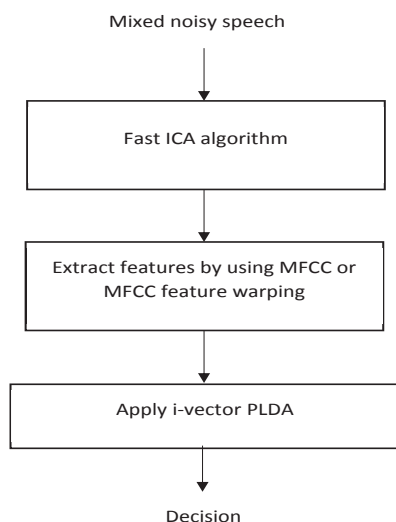 Mixed noisy speech
Fast ICA algorithm
Extract features by using MFCC or
MFCC feature warping
Apply i-vector PLDA
Decision